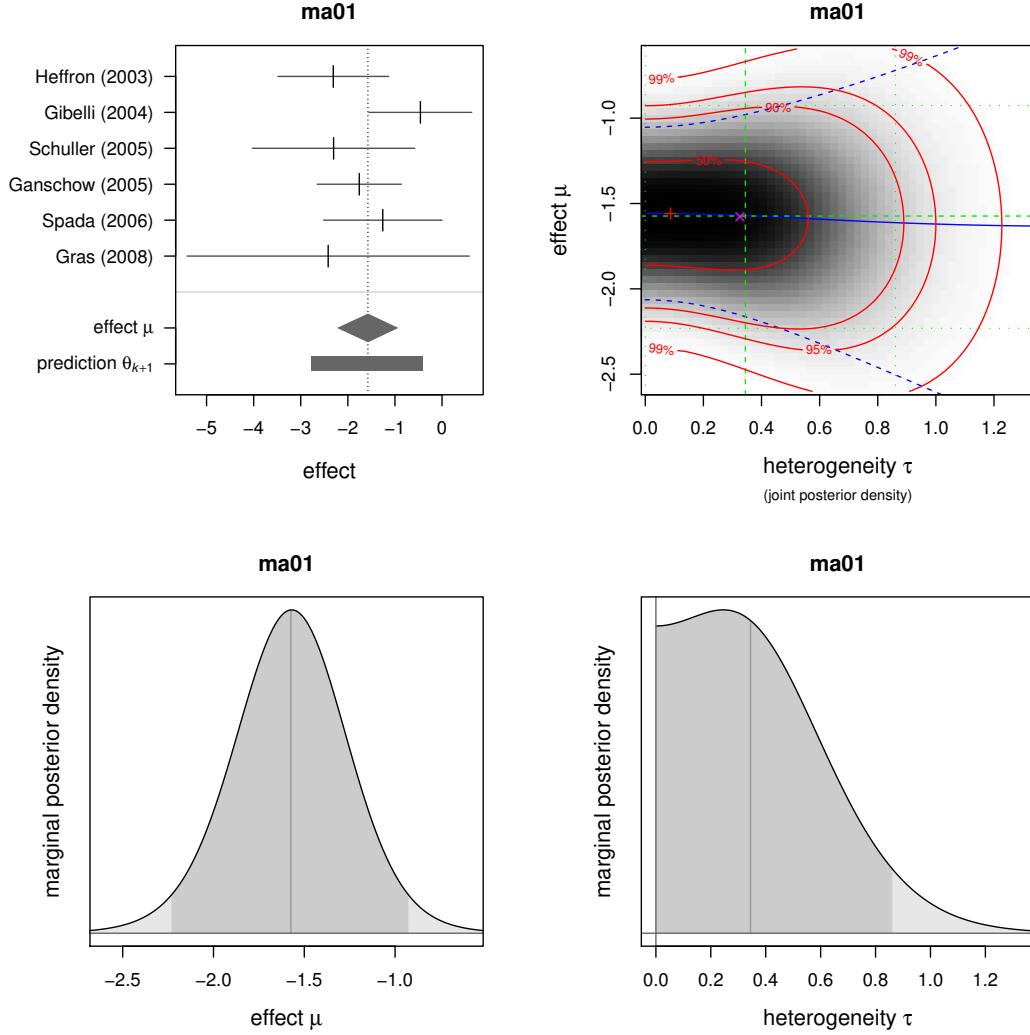 ma01
Heffron (2003)
Gibelli (2004)
Schuller (2005)
Ganschow (2005)
Spada (2006)
Gras (2008)
effect μ
prediction θk+1
−5 −4 −3 −2 −1 0
effect
ma01
effect μ
−1.0
−1.5
−2.0
−2.5
99%
99%
90%
50%
95%
99%
0.0 0.2 0.4 0.6 0.8 1.0 1.2
heterogeneity τ
(joint posterior density)
ma01
marginal posterior density
−2.5 −2.0 −1.5 −1.0
effect μ
ma01
marginal posterior density
0.0 0.2 0.4 0.6 0.8 1.0 1.2
heterogeneity τ